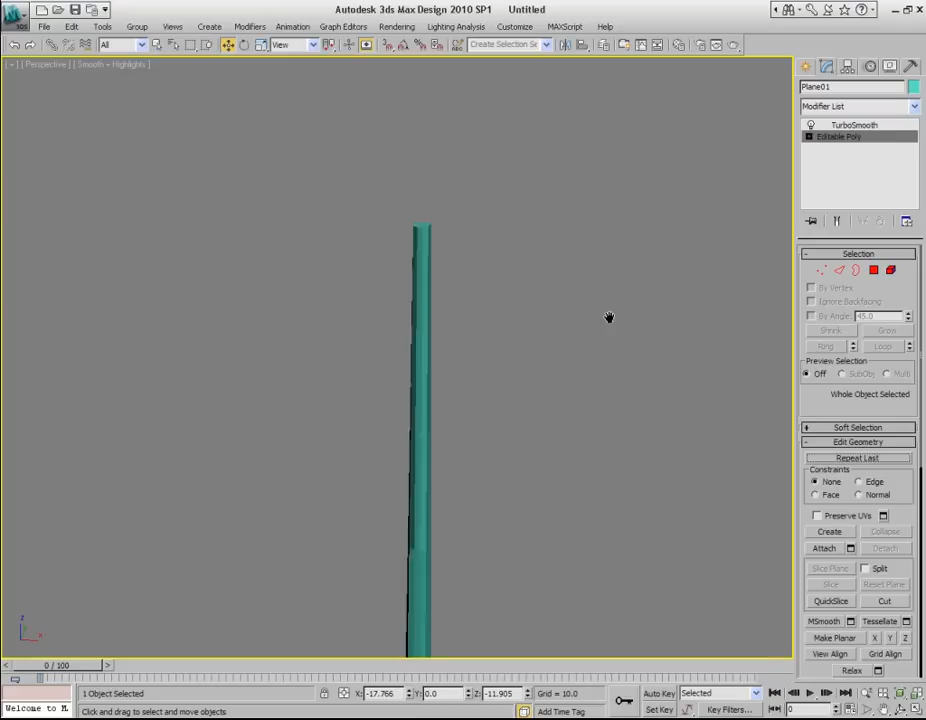 Autodesk 3ds Max Design 2010 SP1 Untitled
File Edit Tools Group Views Create Modifiers Animation Graph Editors Rendering Lighting Analysis Customize MAXScript Help
All View Create Selection Se
[ + ] [ Perspective ] [ Smooth + Highlights ]
Plane01
Modifier List
TurboSmooth
Editable Poly
- Selection
By Vertex
Ignore Backfacing
By Angle: 45.0
Shrink Grow
Ring Loop
Preview Selection
Off SubObj Multi
Whole Object Selected
+ Soft Selection
- Edit Geometry
Repeat Last
Constraints
None Edge
Face Normal
Preserve UVs
Create Collapse
Attach Detach
Slice Plane Split
Slice Reset Plane
QuickSlice Cut
MSmooth Tessellate
Make Planar X Y Z
View Align Grid Align
Relax
z
x
< 0 / 100 >
1 Object Selected X: -17.766 Y: 0.0 Z: -11.905 Grid = 10.0 Auto Key Selected
Welcome to M Click and drag to select and move objects Add Time Tag Set Key Key Filters... 0